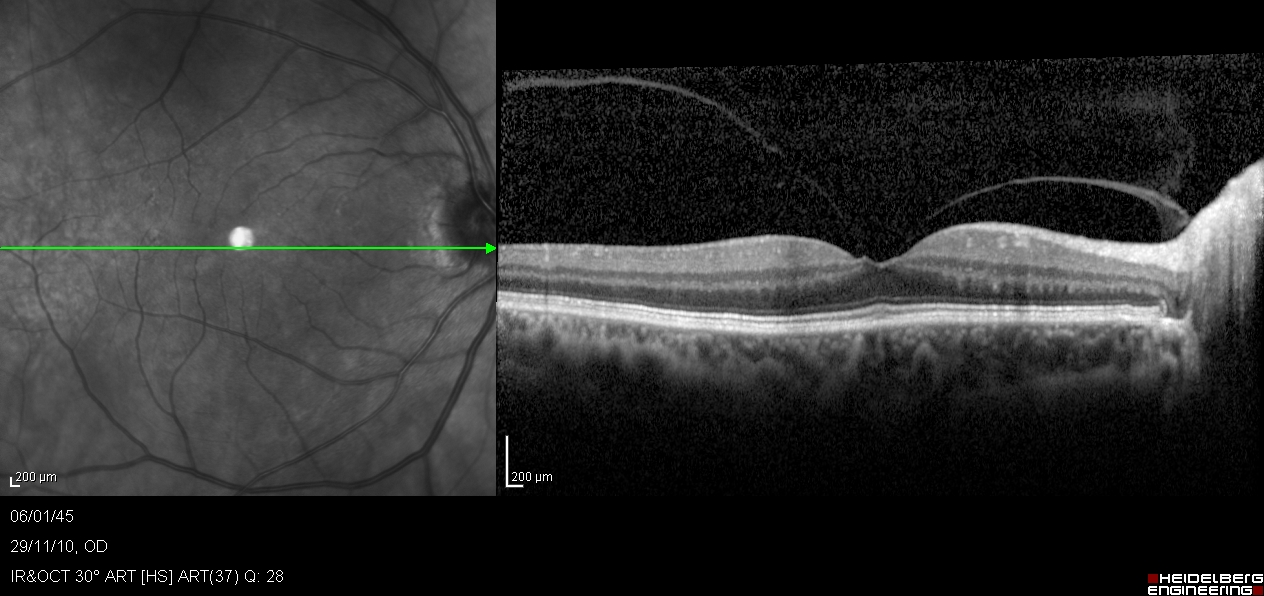 200 µm
200 µm
06/01/45
29/11/10, OD
IR&OCT 30° ART [HS] ART(37) Q: 28
HEIDELBERG
ENGINEERING